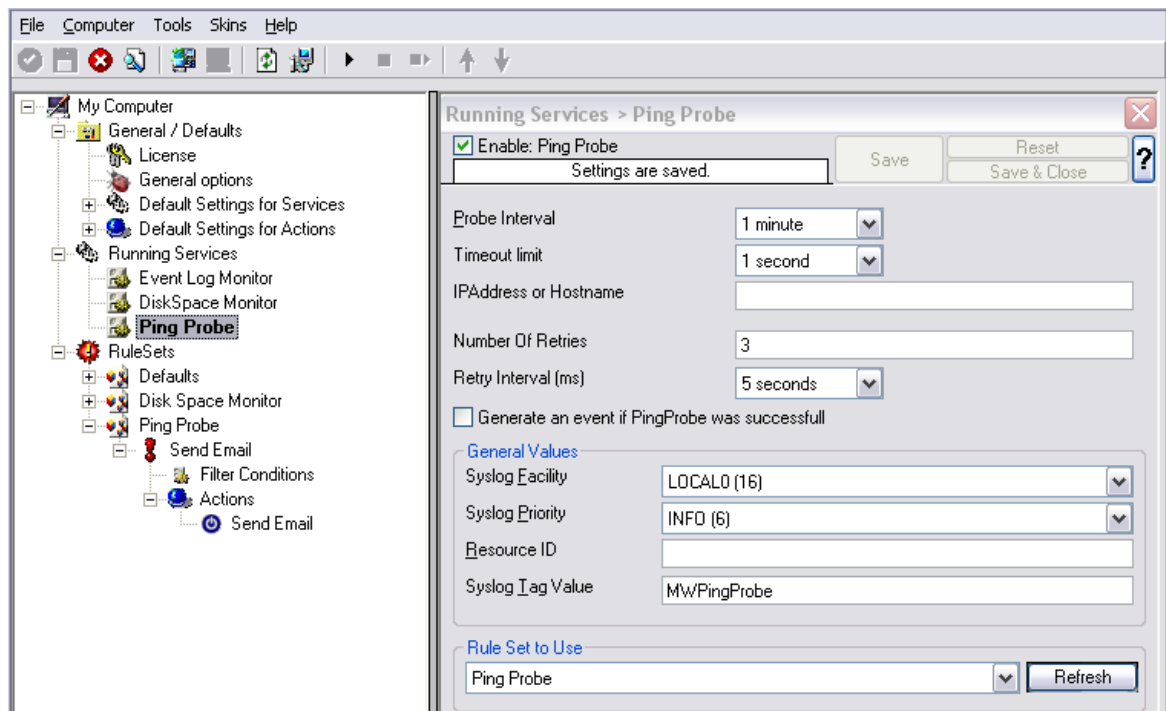 File Computer Tools Skins Help
My Computer
General / Defaults
License
General options
Default Settings for Services
Default Settings for Actions
Running Services
Event Log Monitor
DiskSpace Monitor
Ping Probe
RuleSets
Defaults
Disk Space Monitor
Ping Probe
Send Email
Filter Conditions
Actions
Send Email
Running Services > Ping Probe
Enable: Ping Probe
Settings are saved.
Save
Reset
Save & Close
?
Probe Interval 1 minute
Timeout limit 1 second
IPAddress or Hostname
Number Of Retries 3
Retry Interval (ms) 5 seconds
Generate an event if PingProbe was successfull
General Values
Syslog Facility LOCAL0 (16)
Syslog Priority INFO (6)
Resource ID
Syslog Tag Value MWPingProbe
Rule Set to Use
Ping Probe Refresh